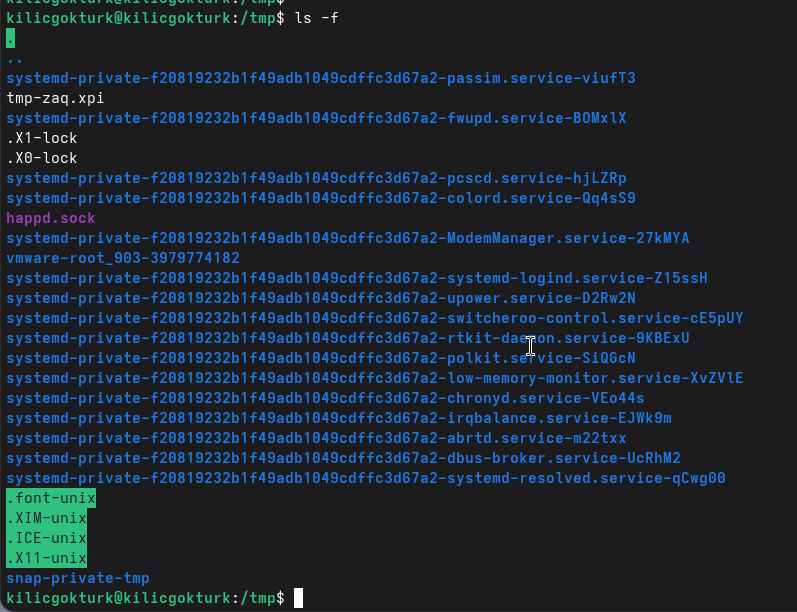 kilicgokturk@kilicgokturk:/tmp$ ls -f
.
..
systemd-private-f20819232b1f49adb1049cdffc3d67a2-passim.service-viufT3
tmp-zaq.xpi
systemd-private-f20819232b1f49adb1049cdffc3d67a2-fwupd.service-BOMxlX
.X1-lock
.X0-lock
systemd-private-f20819232b1f49adb1049cdffc3d67a2-pcscd.service-hjLZRp
systemd-private-f20819232b1f49adb1049cdffc3d67a2-colord.service-Qq4sS9
happd.sock
systemd-private-f20819232b1f49adb1049cdffc3d67a2-ModemManager.service-27kMYA
vmware-root_903-3979774182
systemd-private-f20819232b1f49adb1049cdffc3d67a2-systemd-logind.service-Z15ssH
systemd-private-f20819232b1f49adb1049cdffc3d67a2-upower.service-D2Rw2N
systemd-private-f20819232b1f49adb1049cdffc3d67a2-switcheroo-control.service-cE5pUY
systemd-private-f20819232b1f49adb1049cdffc3d67a2-rtkit-daemon.service-9KBExU
systemd-private-f20819232b1f49adb1049cdffc3d67a2-polkit.service-SiQGcN
systemd-private-f20819232b1f49adb1049cdffc3d67a2-low-memory-monitor.service-XvZVlE
systemd-private-f20819232b1f49adb1049cdffc3d67a2-chronyd.service-VEo44s
systemd-private-f20819232b1f49adb1049cdffc3d67a2-irqbalance.service-EJWk9m
systemd-private-f20819232b1f49adb1049cdffc3d67a2-abrtd.service-m22txx
systemd-private-f20819232b1f49adb1049cdffc3d67a2-dbus-broker.service-UcRhM2
systemd-private-f20819232b1f49adb1049cdffc3d67a2-systemd-resolved.service-qCwg00
.font-unix
.XIM-unix
.ICE-unix
.X11-unix
snap-private-tmp
kilicgokturk@kilicgokturk:/tmp$